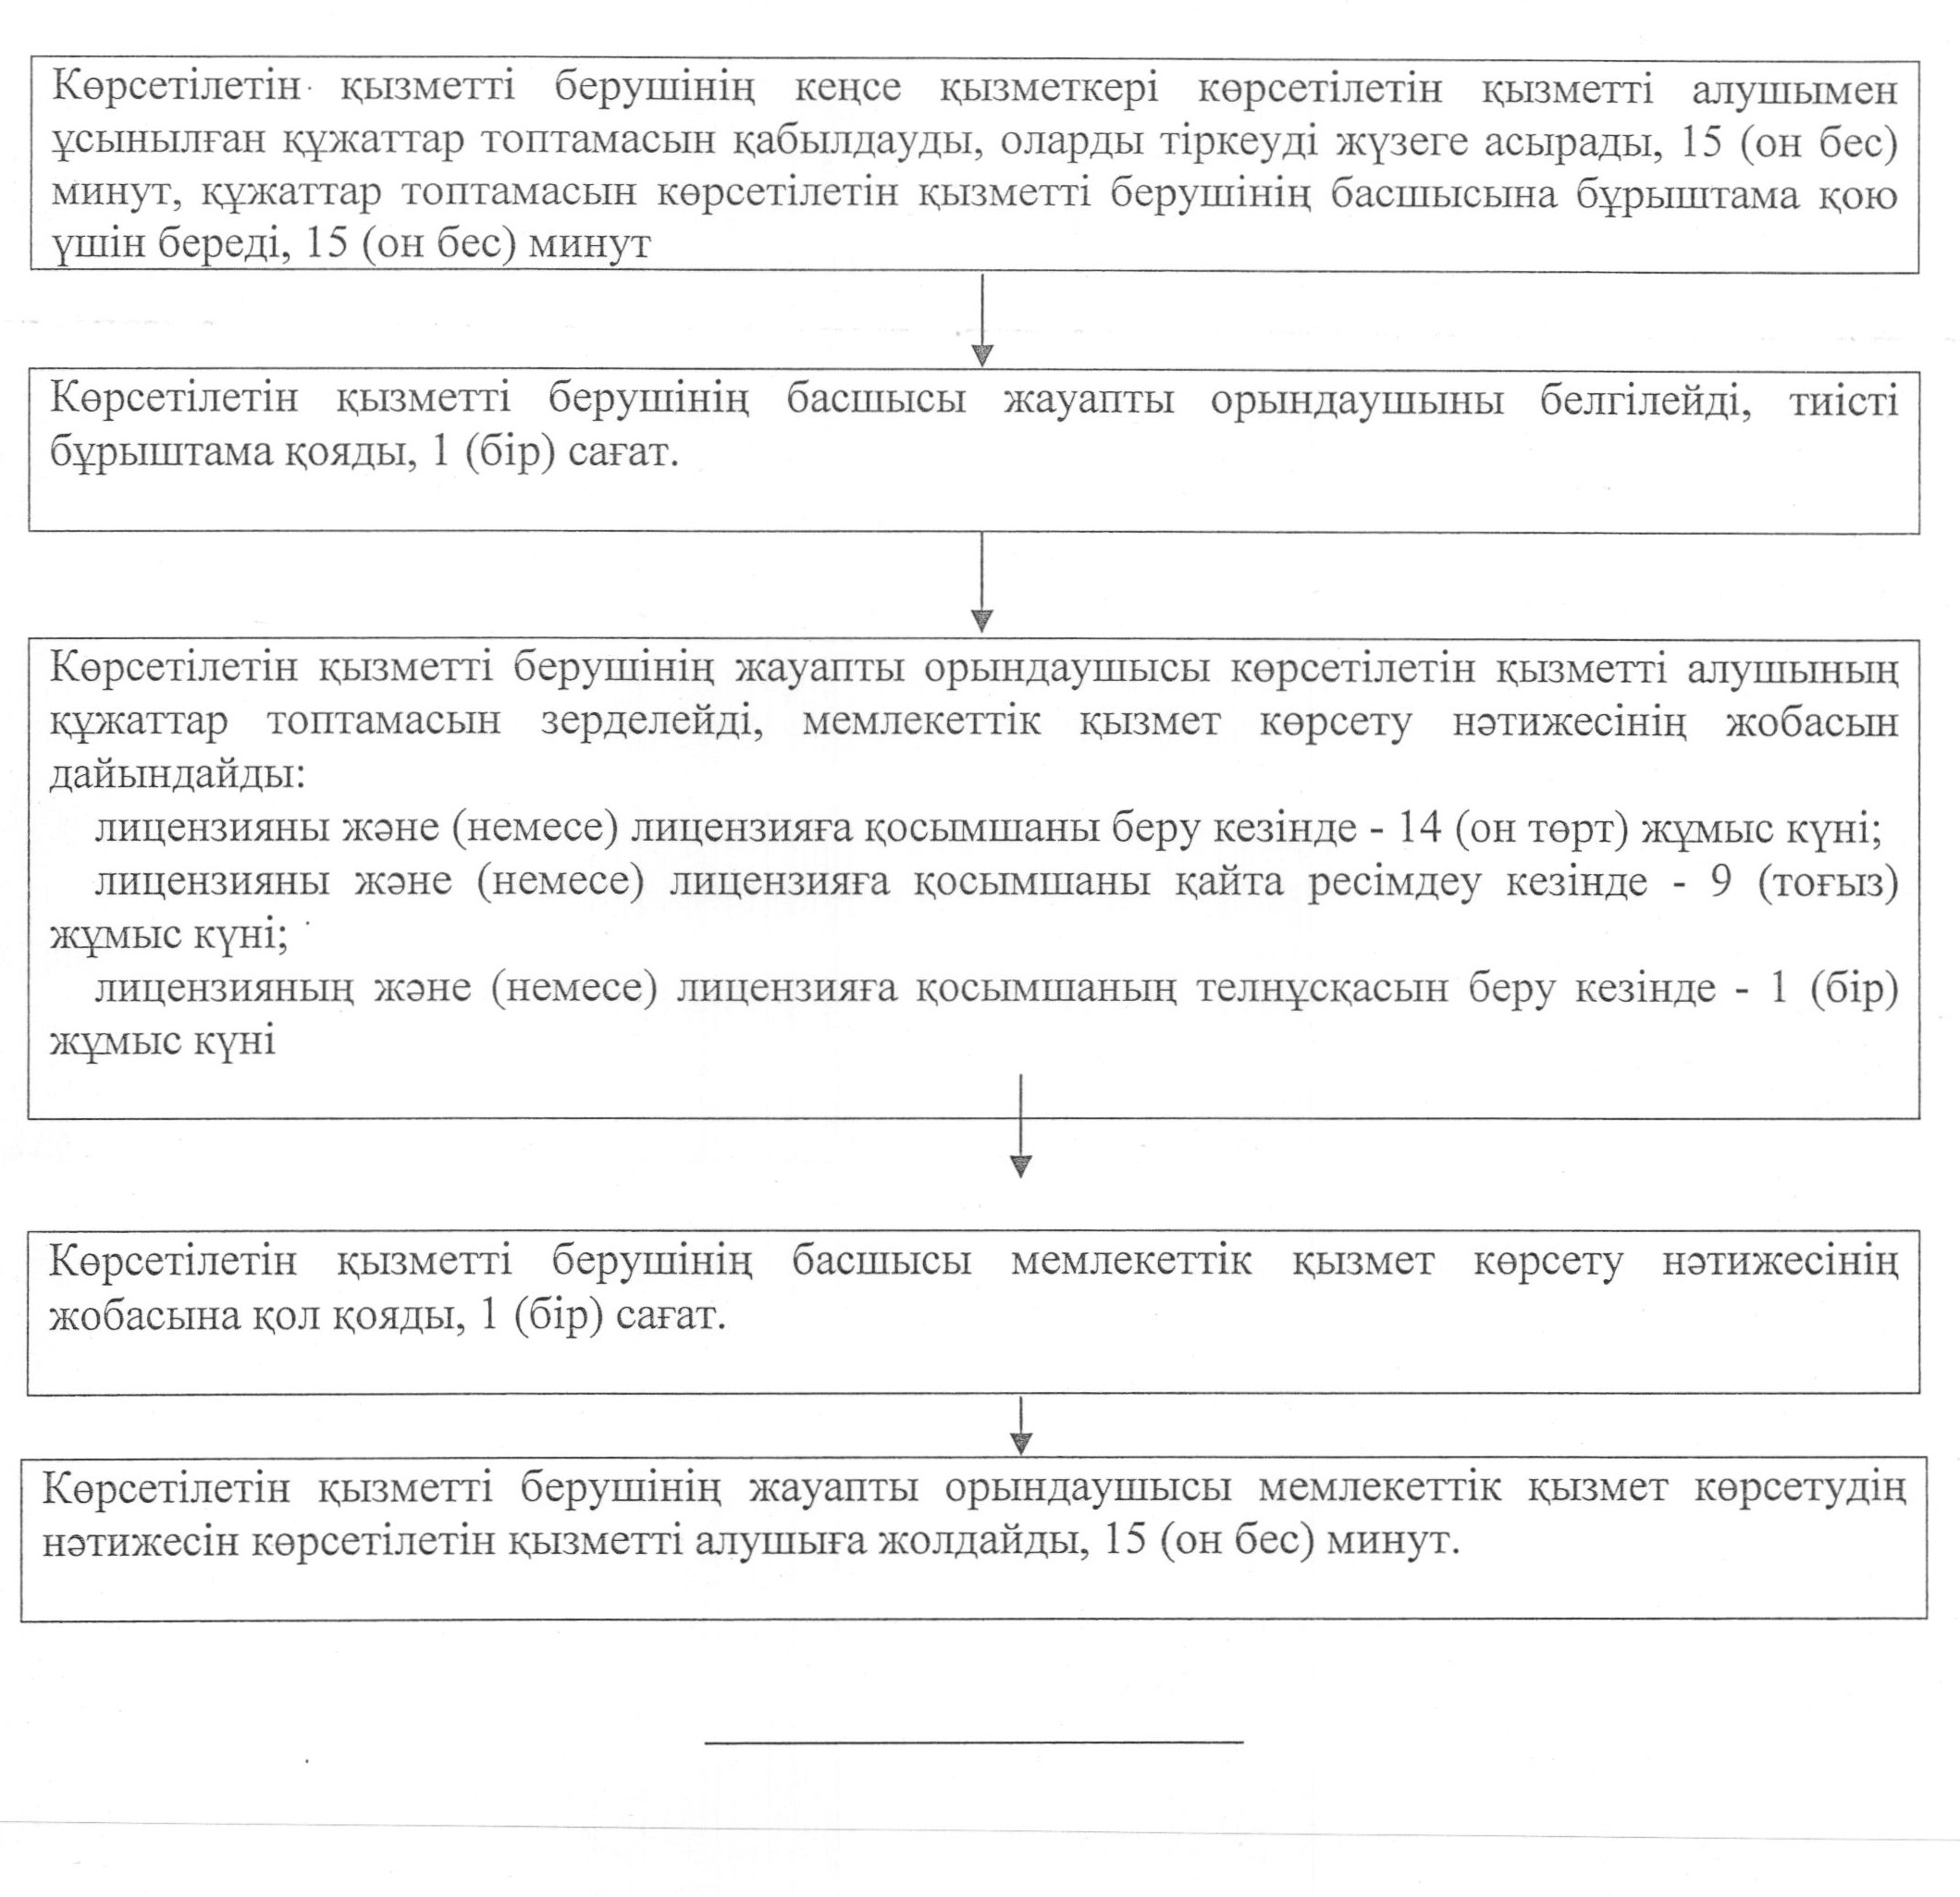 Көрсетілетін қызметті берушінің кеңсе қызметкері көрсетілетін қызметті алушымен
ұсынылған құжаттар топтамасын қабылдауды, оларды тіркеуді жүзеге асырады, 15 (он бес)
минут, құжаттар топтамасын көрсетілетін қызметті берушінің басшысына бұрыштама қою
үшін береді, 15 (он бес) минут
Көрсетілетін қызметті берушінің басшысы жауапты орындаушыны белгілейді, тиісті
бұрыштама қояды, 1 (бір) сағат.
Көрсетілетін қызметті берушінің жауапты орындаушысы көрсетілетін қызметті алушының
құжаттар топтамасын зерделейді, мемлекеттік қызмет көрсету нәтижесінің жобасын
дайындайды:
лицензияны және (немесе) лицензияға қосымшаны беру кезінде - 14 (он төрт) жұмыс күні;
лицензияны және (немесе) лицензияға қосымшаны қайта ресімдеу кезінде - 9 (тоғыз)
жұмыс күні;
лицензияның және (немесе) лицензияға қосымшаның телнұсқасын беру кезінде - 1 (бір)
жұмыс күні
Көрсетілетін қызметті берушінің басшысы мемлекеттік қызмет көрсету нәтижесінің
жобасына қол қояды, 1 (бір) сағат.
Көрсетілетін қызметті берушінің жауапты орындаушысы мемлекеттік қызмет көрсетудің
нәтижесін көрсетілетін қызметті алушыға жолдайды, 15 (он бес) минут.